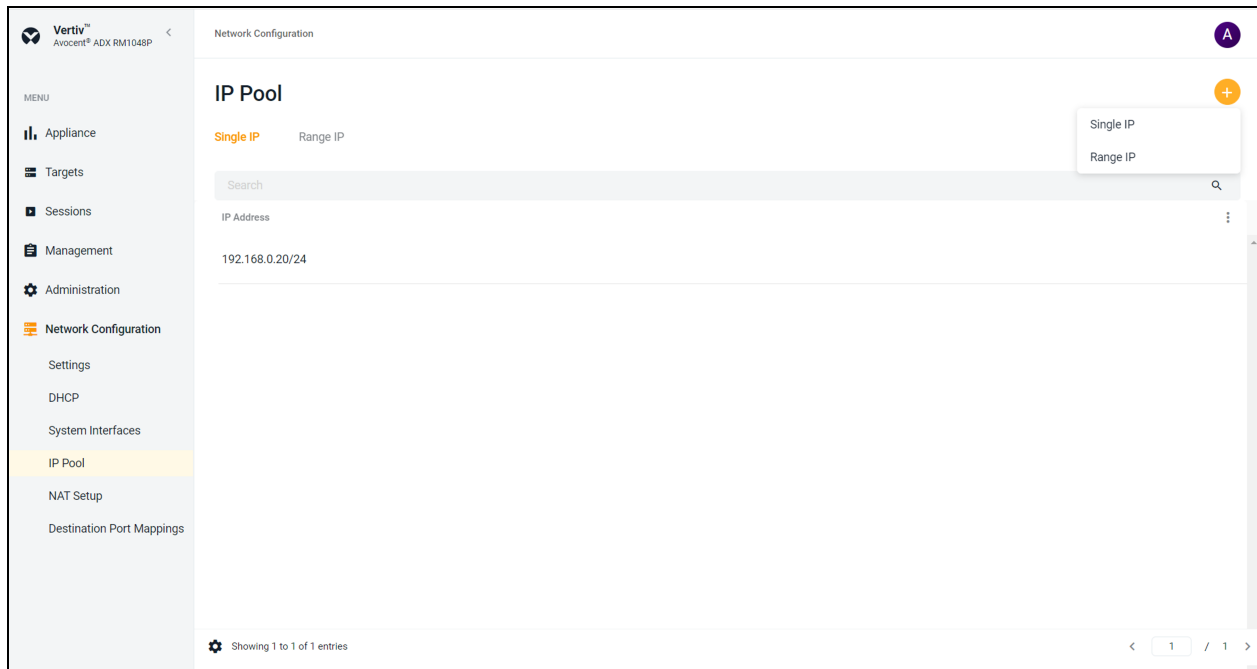 Vertiv™
Avocent® ADX RM1048P
Network Configuration
A
MENU
IP Pool
Single IP
Range IP
Appliance
Single IP
Range IP
Targets
Search
Sessions
IP Address
Management
192.168.0.20/24
Administration
Network Configuration
Settings
DHCP
System Interfaces
IP Pool
NAT Setup
Destination Port Mappings
Showing 1 to 1 of 1 entries
1 / 1